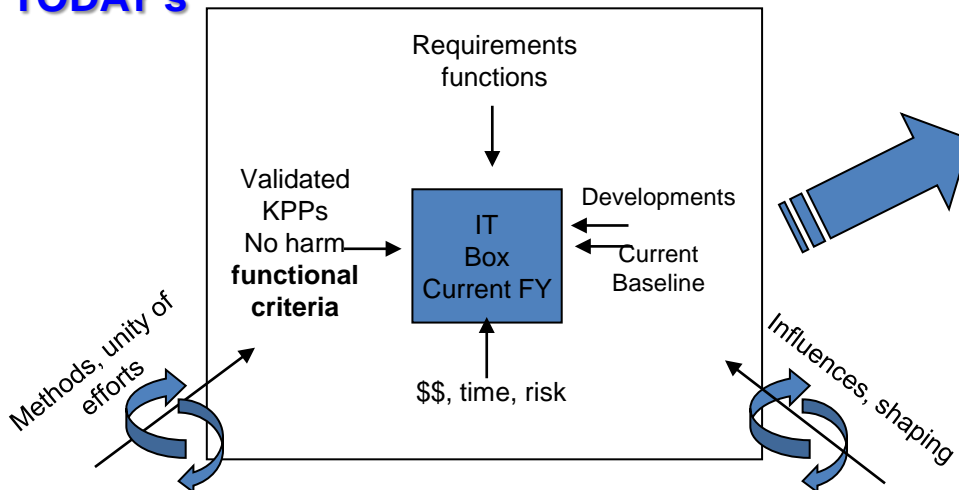 TODAY's
Requirements
functions
Validated
KPPs
No harm
functional
criteria
IT
Box
Current FY
Developments
Current
Baseline
$$, time, risk
Methods, unity of
efforts
Influences, shaping